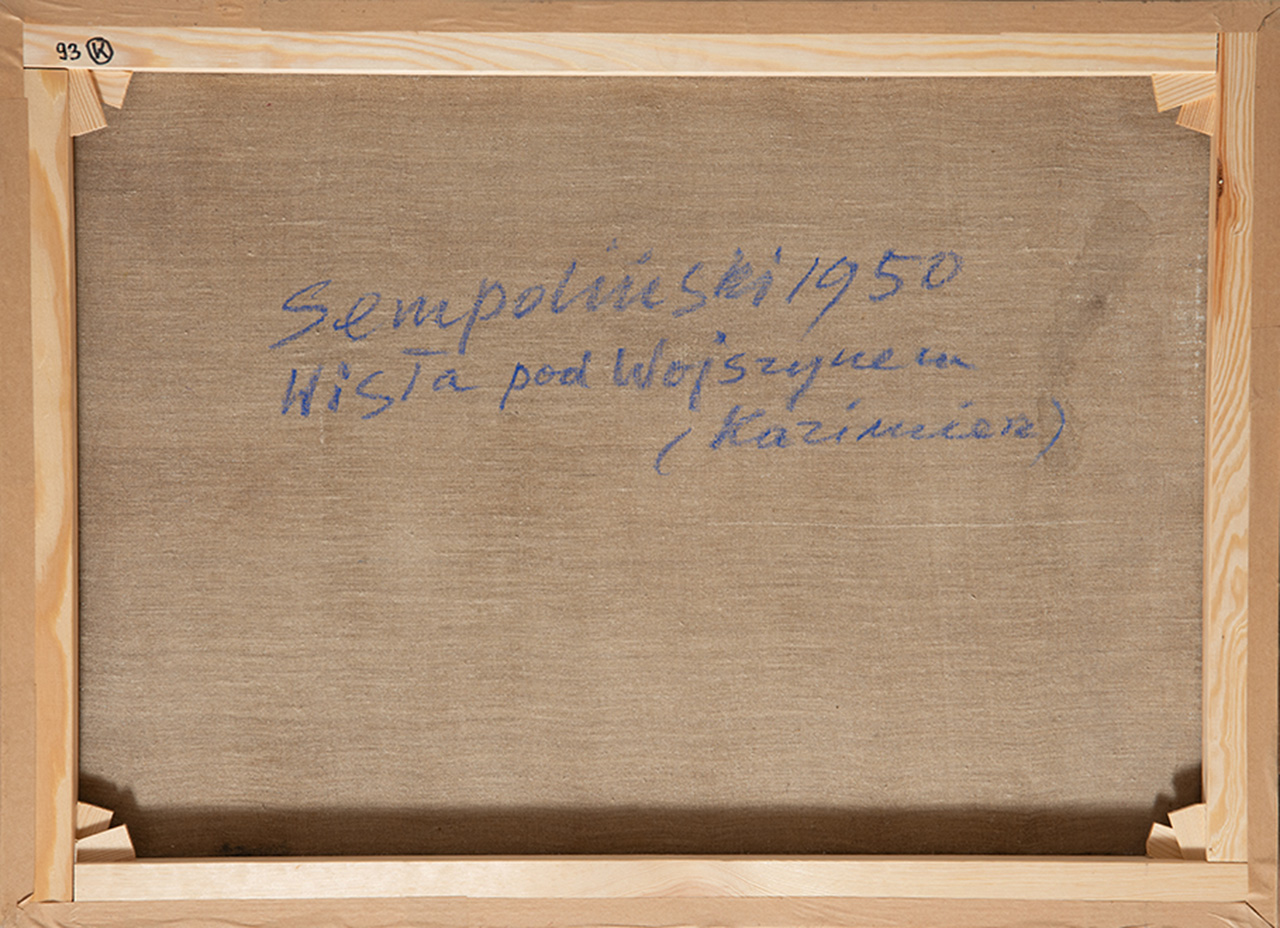 93 K
Sempoliński 1950
Wisła pod Wojszynem
(Kazimierz)